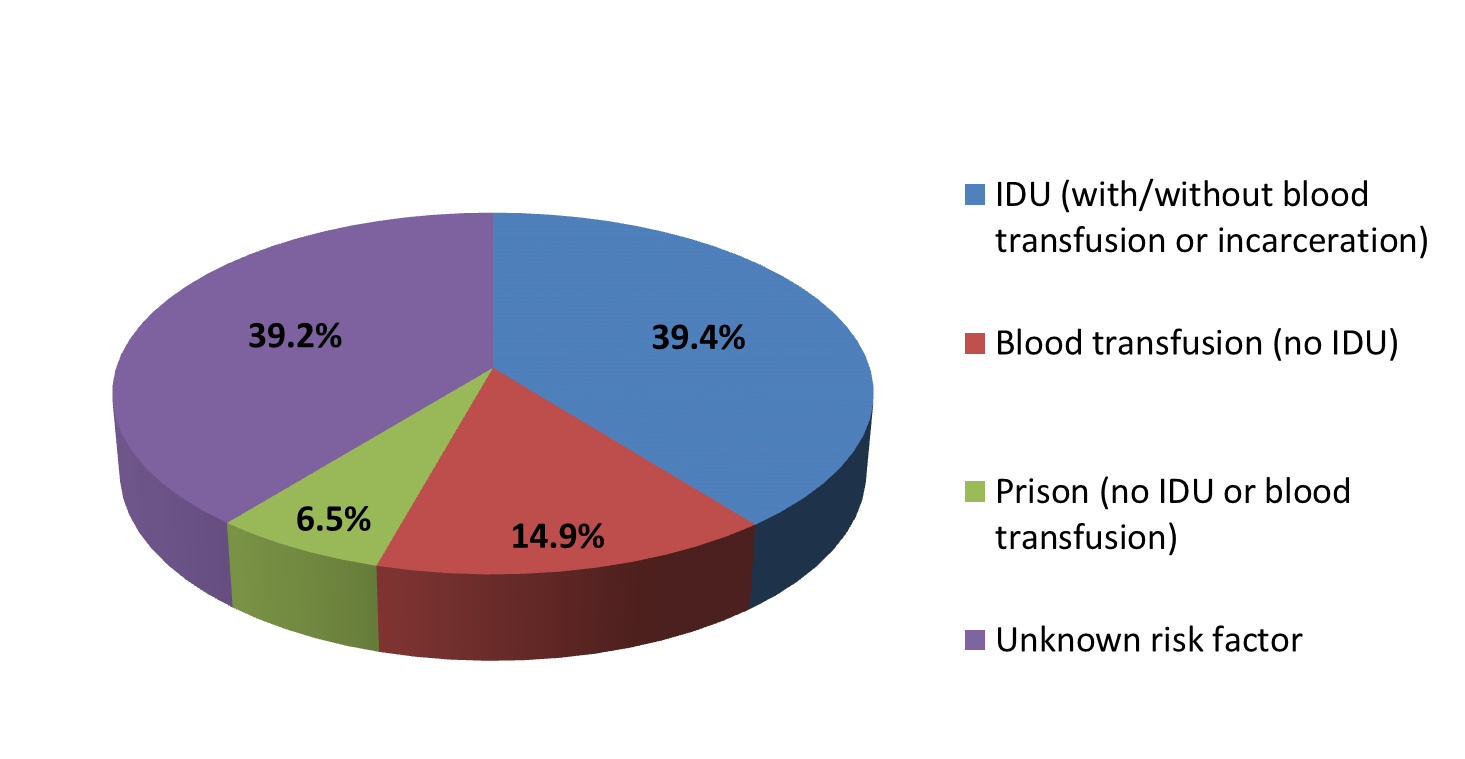 39.2%
39.4%
6.5%
14.9%
IDU (with/without blood
transfusion or incarceration)
Blood transfusion (no IDU)
Prison (no IDU or blood
transfusion)
Unknown risk factor